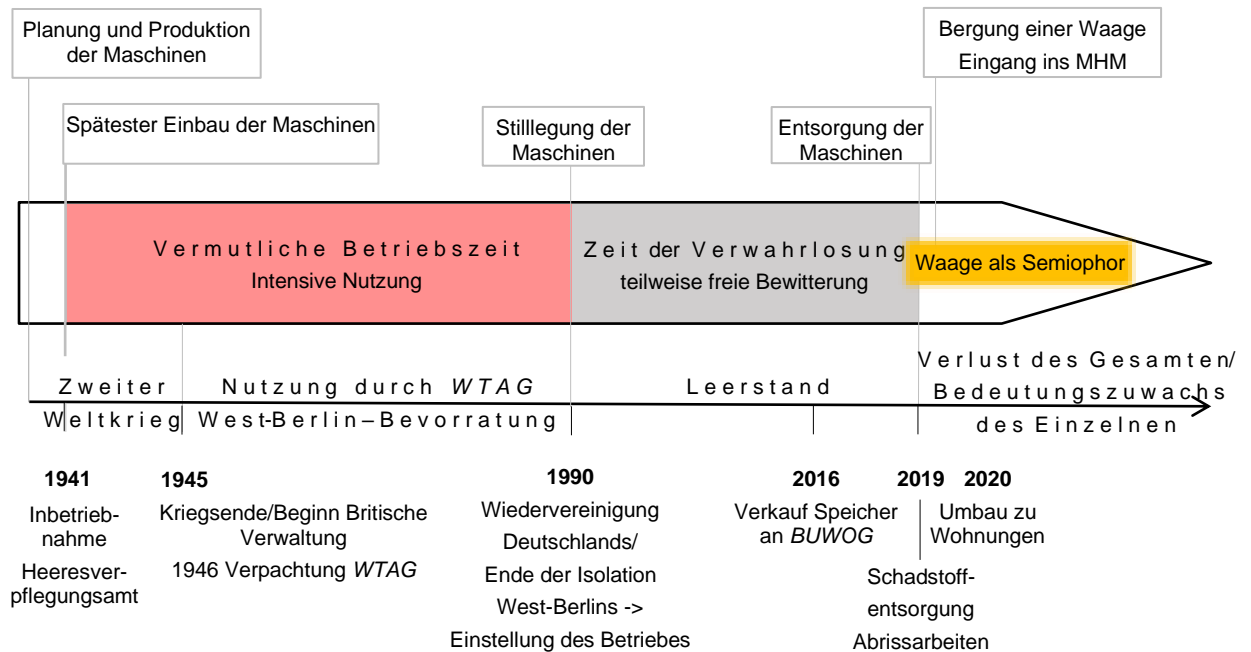 Planung und Produktion
der Maschinen
Bergung einer Waage
Eingang ins MHM
Spätester Einbau der Maschinen
Stilllegung der
Maschinen
Entsorgung der
Maschinen
Vermutliche Betriebszeit
Intensive Nutzung
Zeit der Verwahrlosung
teilweise freie Bewitterung
Waage als Semiophor
Zweiter
Weltkrieg
Nutzung durch WTAG
West-Berlin–Bevorratung
Leerstand
Verlust des Gesamten/
Bedeutungszuwachs
des Einzelnen
1941
Inbetrieb-
nahme
Heeresver-
pflegungsamt
1945
Kriegsende/Beginn Britische
Verwaltung
1946 Verpachtung WTAG
1990
Wiedervereinigung
Deutschlands/
Ende der Isolation
West-Berlins ->
Einstellung des Betriebes
2016
Verkauf Speicher
an BUWOG
2019
Schadstoff-
entsorgung
Abrissarbeiten
2020
Umbau zu
Wohnungen